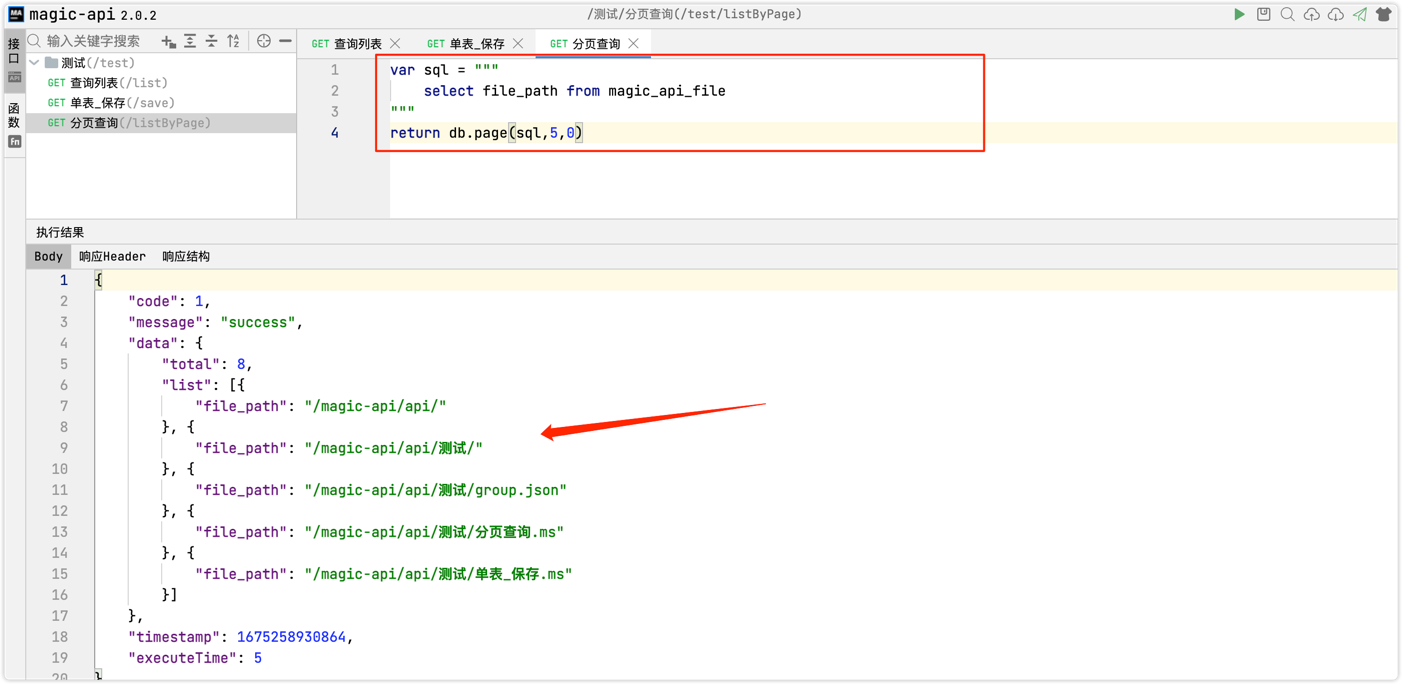 magic-api 2.0.2
/测试/分页查询(/test/listByPage)
接口
API
函数
Fn
输入关键字搜索
测试(/test)
GET 查询列表(/list)
GET 单表_保存(/save)
GET 分页查询(/listByPage)
GET 查询列表 GET 单表_保存 GET 分页查询
1 var sql = """
2 select file_path from magic_api_file
3 """
4 return db.page(sql,5,0)
执行结果
Body 响应Header 响应结构
1 {
2 "code": 1,
3 "message": "success",
4 "data": {
5 "total": 8,
6 "list": [{
7 "file_path": "/magic-api/api/"
8 }, {
9 "file_path": "/magic-api/api/测试/"
10 }, {
11 "file_path": "/magic-api/api/测试/group.json"
12 }, {
13 "file_path": "/magic-api/api/测试/分页查询.ms"
14 }, {
15 "file_path": "/magic-api/api/测试/单表_保存.ms"
16 }]
17 },
18 "timestamp": 1675258930864,
19 "executeTime": 5
20 }